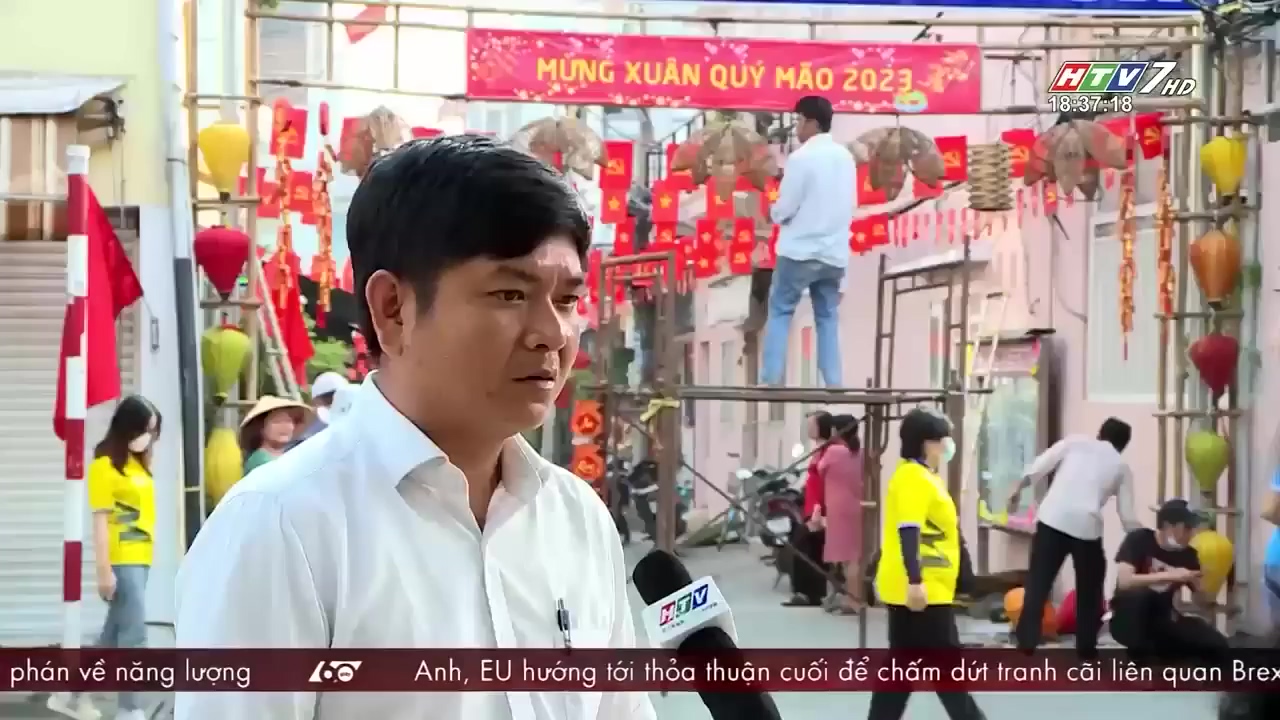 MỪNG XUÂN QUÝ MÃO 2023
HTV7 HD
18:37:18
HTV
phán về năng lượng 60 Anh, EU hướng tới thỏa thuận cuối để chấm dứt tranh cãi liên quan Brex